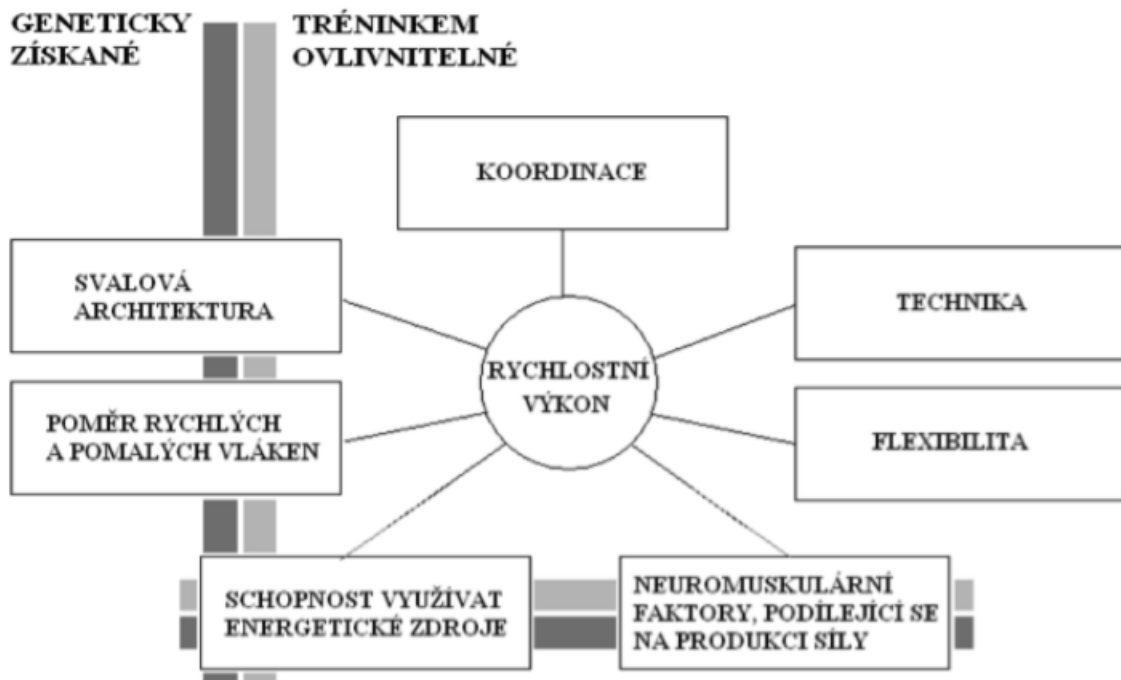 GENETICKY
ZÍSKANÉ
TRÉNINKEM
OVLIVNITELNÉ
KOORDINACE
SVALOVÁ
ARCHITEKTURA
TECHNIKA
RYCHLOSTNÍ
VÝKON
POMĚR RYCHLÝCH
A POMALÝCH VLÁKEN
FLEXIBILITA
SCHOPNOST VYUŽÍVAT
ENERGETICKÉ ZDROJE
NEUROMUSKULÁRNÍ
FAKTORY, PODÍLEJÍCÍ SE
NA PRODUKCI SÍLY